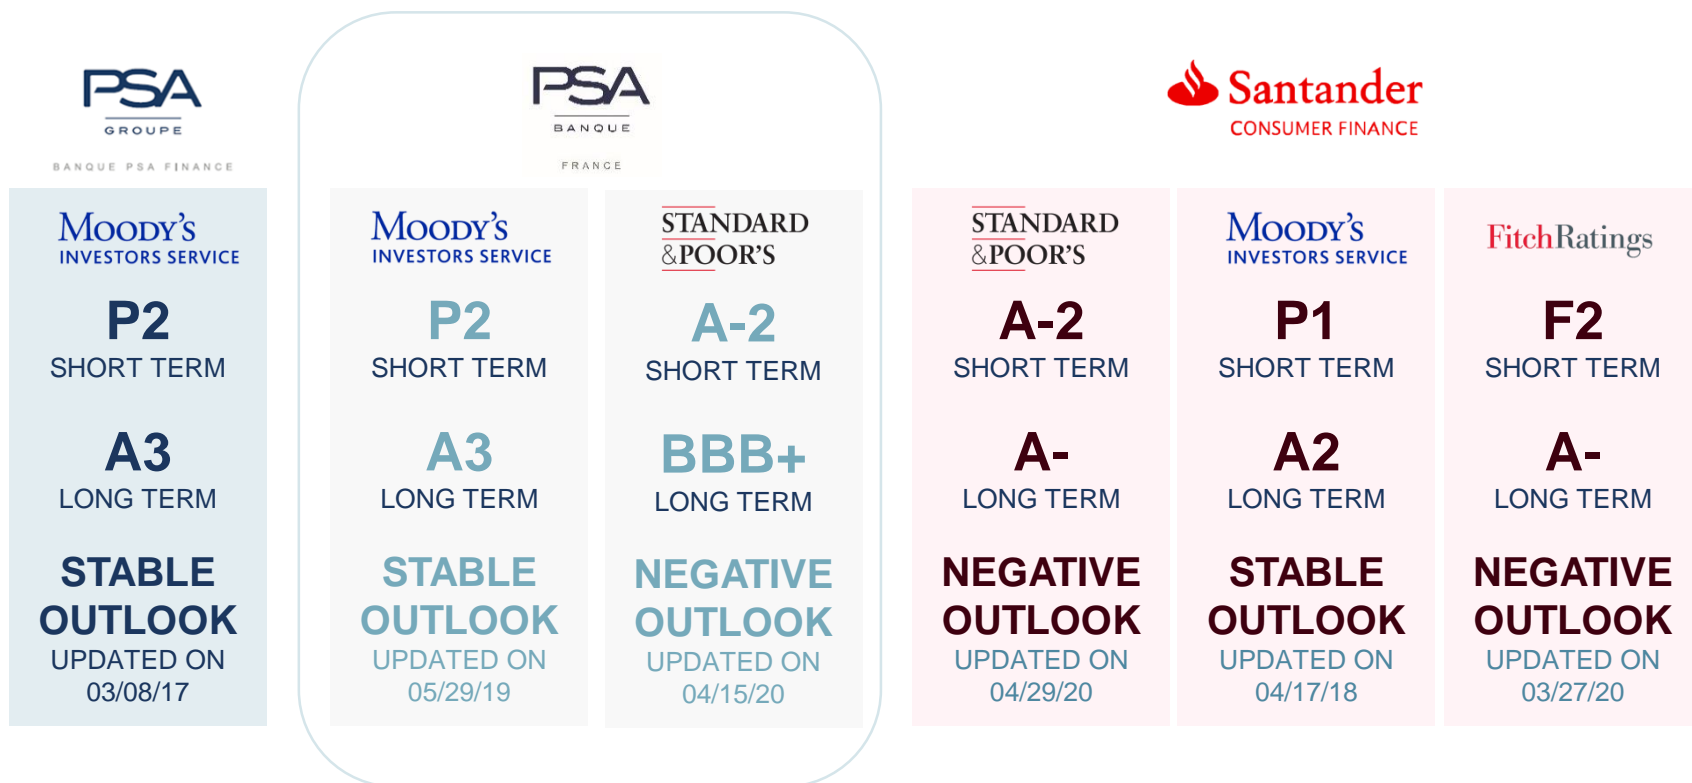 PSA
GROUPE
BANQUE PSA FINANCE
MOODY'S
INVESTORS SERVICE
P2
SHORT TERM
A3
LONG TERM
STABLE
OUTLOOK
UPDATED ON
03/08/17
PSA
BANQUE
FRANCE
MOODY'S
INVESTORS SERVICE
P2
SHORT TERM
A3
LONG TERM
STABLE
OUTLOOK
UPDATED ON
05/29/19
STANDARD
&POOR'S
A-2
SHORT TERM
BBB+
LONG TERM
NEGATIVE
OUTLOOK
UPDATED ON
04/15/20
Santander
CONSUMER FINANCE
STANDARD
&POOR'S
A-2
SHORT TERM
A-
LONG TERM
NEGATIVE
OUTLOOK
UPDATED ON
04/29/20
MOODY'S
INVESTORS SERVICE
P1
SHORT TERM
A2
LONG TERM
STABLE
OUTLOOK
UPDATED ON
04/17/18
FitchRatings
F2
SHORT TERM
A-
LONG TERM
NEGATIVE
OUTLOOK
UPDATED ON
03/27/20